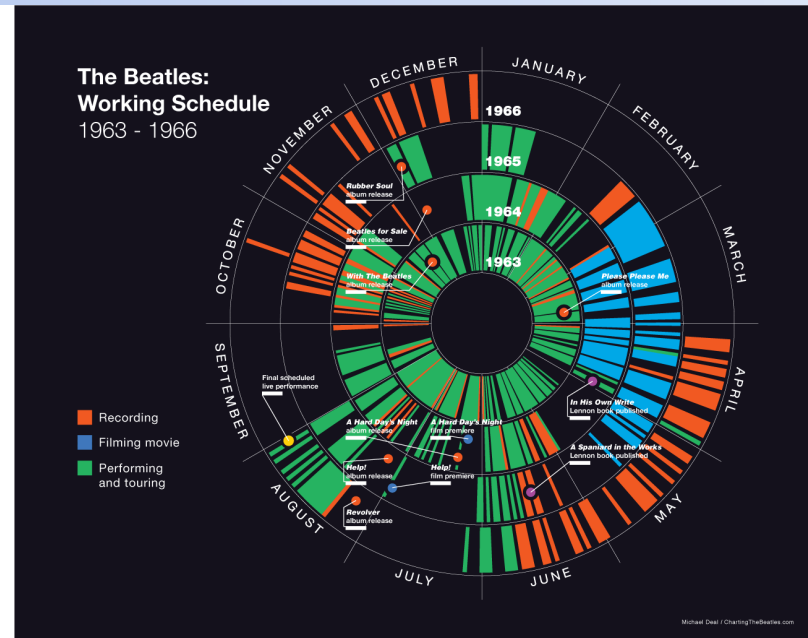 The Beatles:
Working Schedule
1963 - 1966
JANUARY
FEBRUARY
MARCH
APRIL
MAY
JUNE
JULY
AUGUST
SEPTEMBER
OCTOBER
NOVEMBER
DECEMBER
1966
1965
1964
1963
Rubber Soul
album release
Beatles for Sale
album release
With The Beatles
album release
Please Please Me
album release
Final scheduled
live performance
In His Own Write
Lennon book published
A Hard Day's Night
album release
A Hard Day's Night
film premiere
A Spaniard in the Works
Lennon book published
Help!
album release
Help!
film premiere
Revolver
album release
Recording
Filming movie
Performing
and touring
Michael Deal / ChartingTheBeatles.com